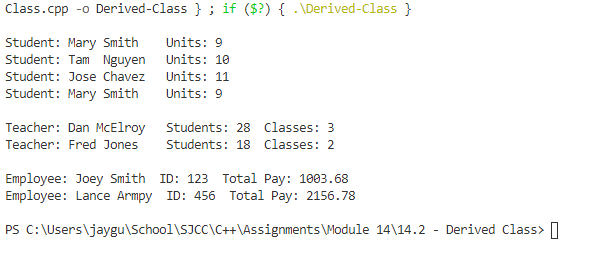 Class.cpp -o Derived-Class } ; if ($?) { .\Derived-Class }
Student: Mary Smith    Units: 9
Student: Tam  Nguyen   Units: 10
Student: Jose Chavez   Units: 11
Student: Mary Smith    Units: 9
Teacher: Dan McElroy   Students: 28  Classes: 3
Teacher: Fred Jones    Students: 18  Classes: 2
Employee: Joey Smith  ID: 123  Total Pay: 1003.68
Employee: Lance Armpy  ID: 456  Total Pay: 2156.78
PS C:\Users\jaygu\School\SJCC\C++\Assignments\Module 14\14.2 - Derived Class>